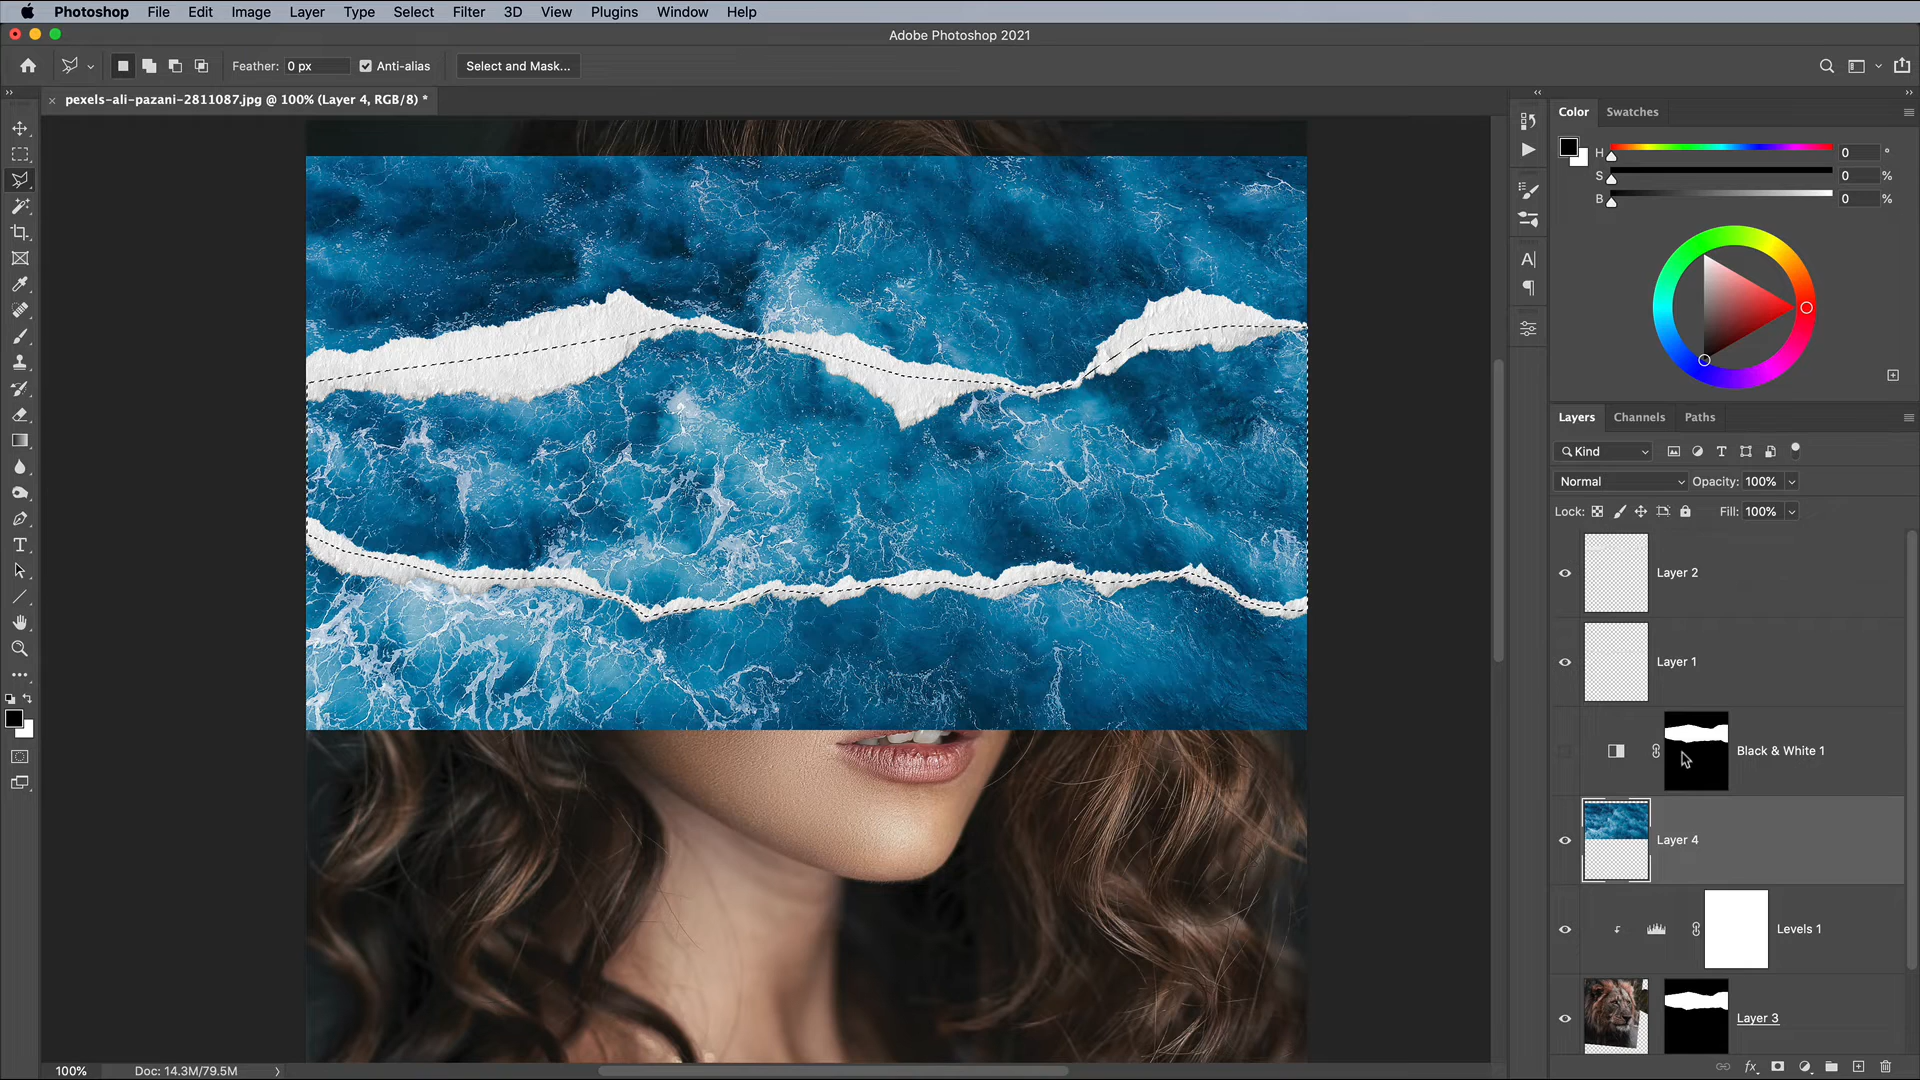 Photoshop File Edit Image Layer Type Select Filter 3D View Plugins Window Help
Adobe Photoshop 2021
Feather: 0 px Anti-alias Select and Mask...
pexels-ali-pazani-2811087.jpg @ 100% (Layer 4, RGB/8) *
Color Swatches
H 0 °
S 0 %
B 0 %
Layers Channels Paths
Kind
Normal Opacity: 100%
Lock: Fill: 100%
Layer 2
Layer 1
Black & White 1
Layer 4
Levels 1
Layer 3
100% Doc: 14.3M/79.5M